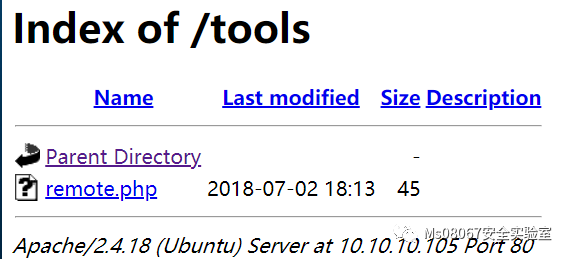 Index of /tools
Name Last modified Size Description
Parent Directory -
remote.php 2018-07-02 18:13 45
Apache/2.4.18 (Ubuntu) Server at 10.10.10.105 Port 80
Ms08067安全实验室